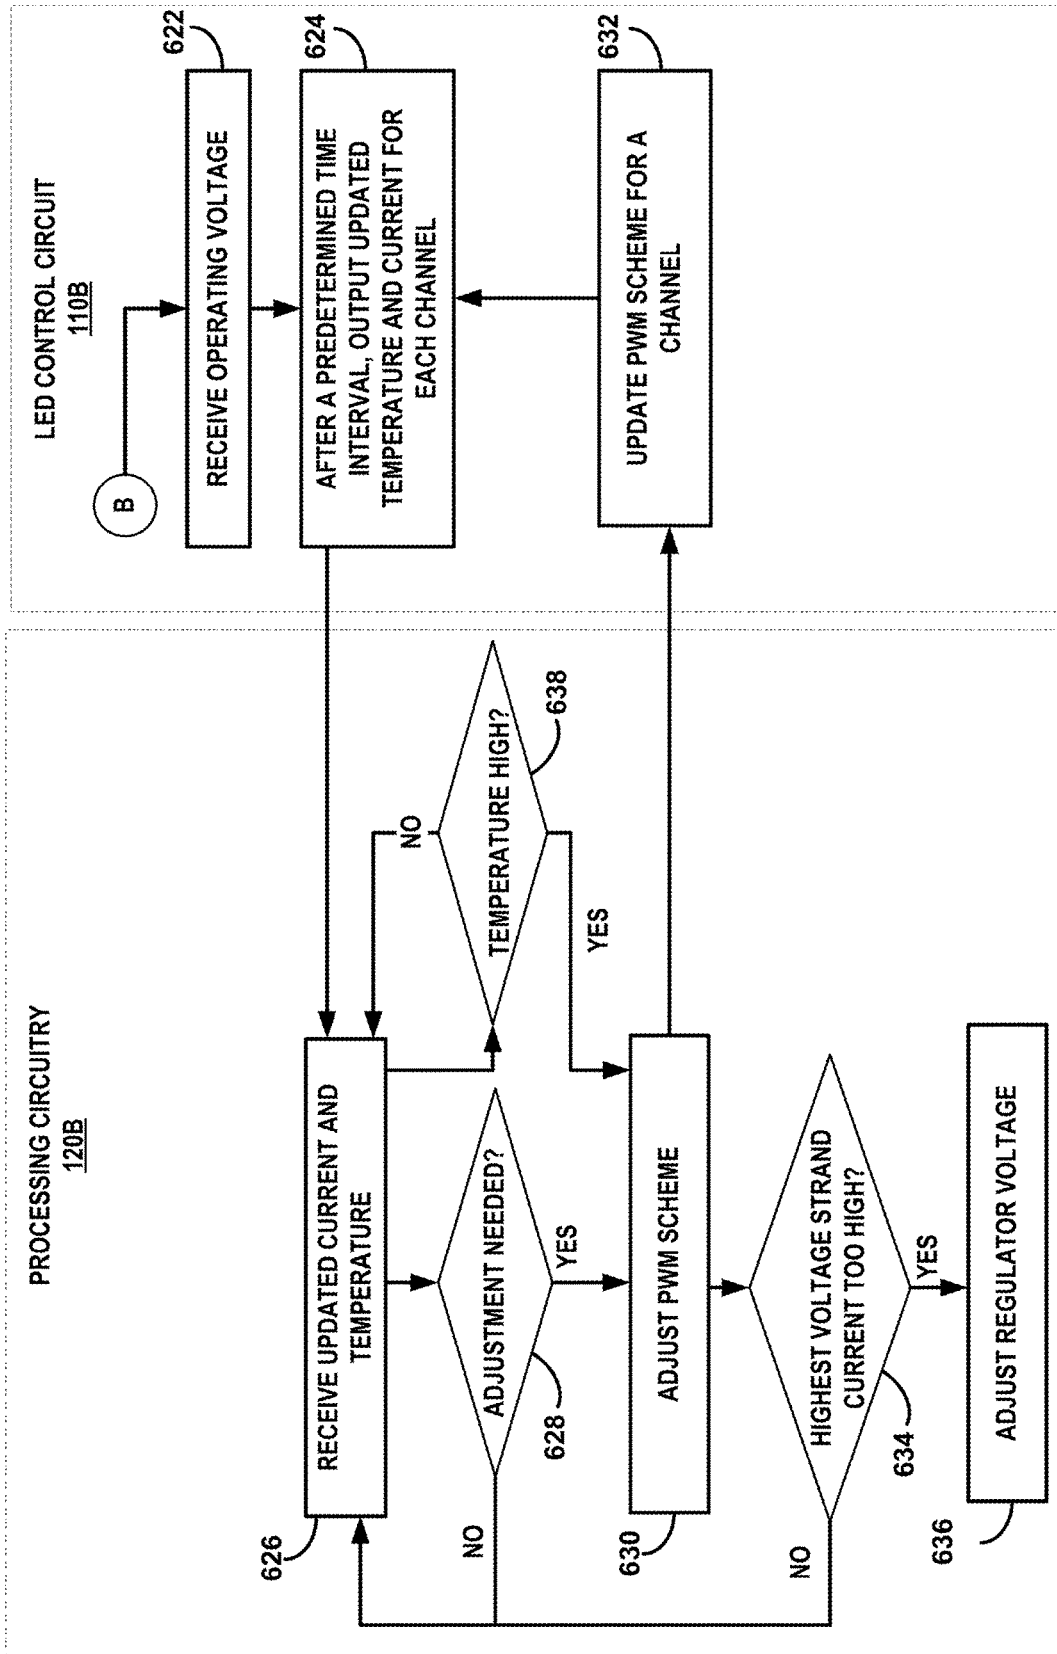 PROCESSING CIRCUITRY
120B
LED CONTROL CIRCUIT
110B
B
622
RECEIVE OPERATING VOLTAGE
624
AFTER A PREDETERMINED TIME
INTERVAL, OUTPUT UPDATED
TEMPERATURE AND CURRENT FOR
EACH CHANNEL
626
RECEIVE UPDATED CURRENT AND
TEMPERATURE
NO
ADJUSTMENT NEEDED?
628
YES
NO
TEMPERATURE HIGH?
638
YES
630
ADJUST PWM SCHEME
632
UPDATE PWM SCHEME FOR A
CHANNEL
NO
HIGHEST VOLTAGE STRAND
CURRENT TOO HIGH?
634
YES
636
ADJUST REGULATOR VOLTAGE